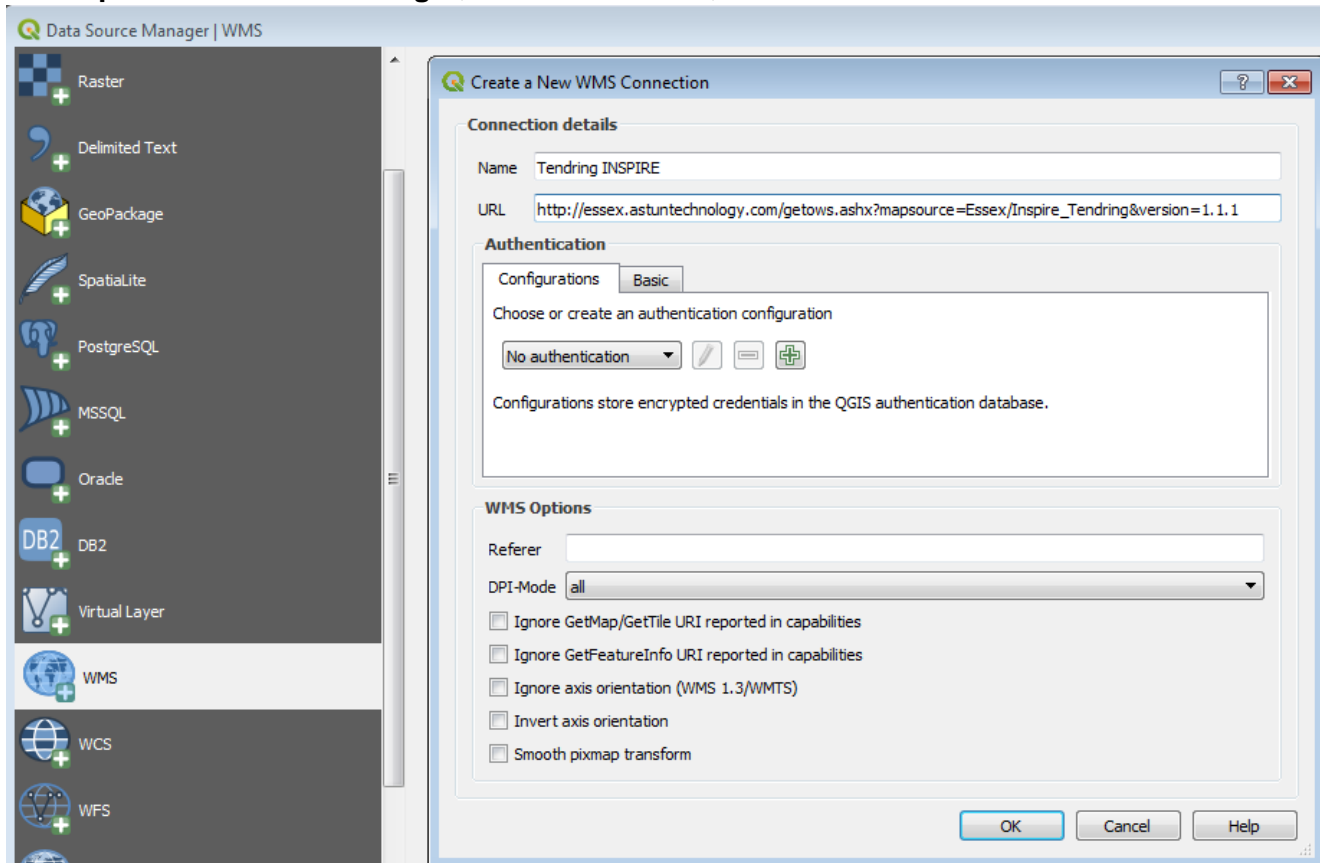 Data Source Manager | WMS
Raster
Delimited Text
GeoPackage
SpatiaLite
PostgreSQL
MSSQL
Oracle
DB2 DB2
Virtual Layer
WMS
WCS
WFS
Create a New WMS Connection
Connection details
Name Tendring INSPIRE
URL http://essex.astuntechnology.com/getows.ashx?mapsource=Essex/Inspire_Tendring&version=1.1.1
Authentication
Configurations Basic
Choose or create an authentication configuration
No authentication
Configurations store encrypted credentials in the QGIS authentication database.
WMS Options
Referer
DPI-Mode all
Ignore GetMap/GetTile URI reported in capabilities
Ignore GetFeatureInfo URI reported in capabilities
Ignore axis orientation (WMS 1.3/WMTS)
Invert axis orientation
Smooth pixmap transform
OK Cancel Help